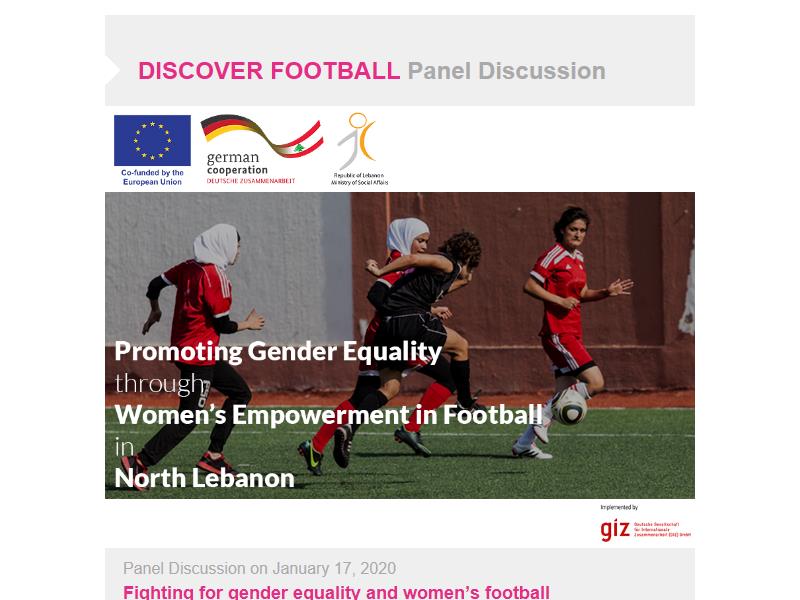 DISCOVER FOOTBALL Panel Discussion
Co-funded by the
European Union
german
cooperation
DEUTSCHE ZUSAMMENARBEIT
Republic of Lebanon
Ministry of Social Affairs
Promoting Gender Equality
through
Women’s Empowerment in Football
in
North Lebanon
Implemented by
giz
Deutsche Gesellschaft
für Internationale
Zusammenarbeit (GIZ) GmbH
Panel Discussion on January 17, 2020
Fighting for gender equality and women’s football